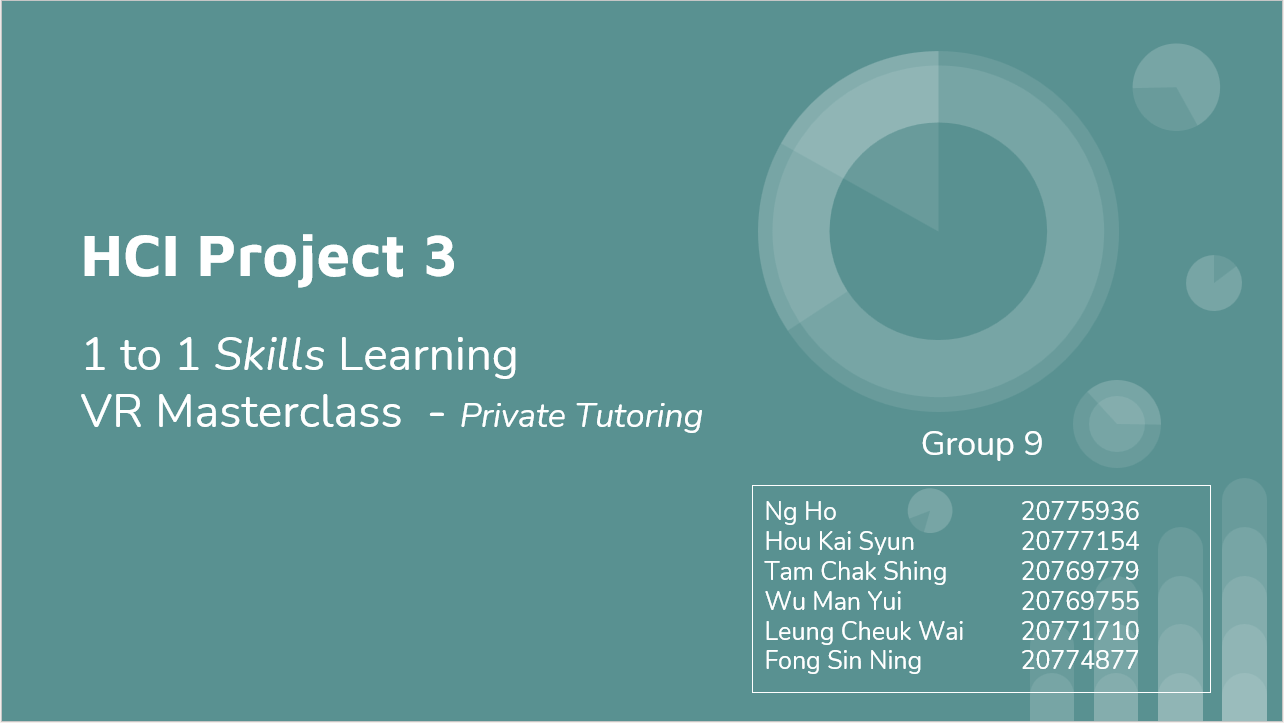 HCI Project 3
1 to 1 Skills Learning
VR Masterclass - Private Tutoring
Group 9
Ng Ho 20775936
Hou Kai Syun 20777154
Tam Chak Shing 20769779
Wu Man Yui 20769755
Leung Cheuk Wai 20771710
Fong Sin Ning 20774877